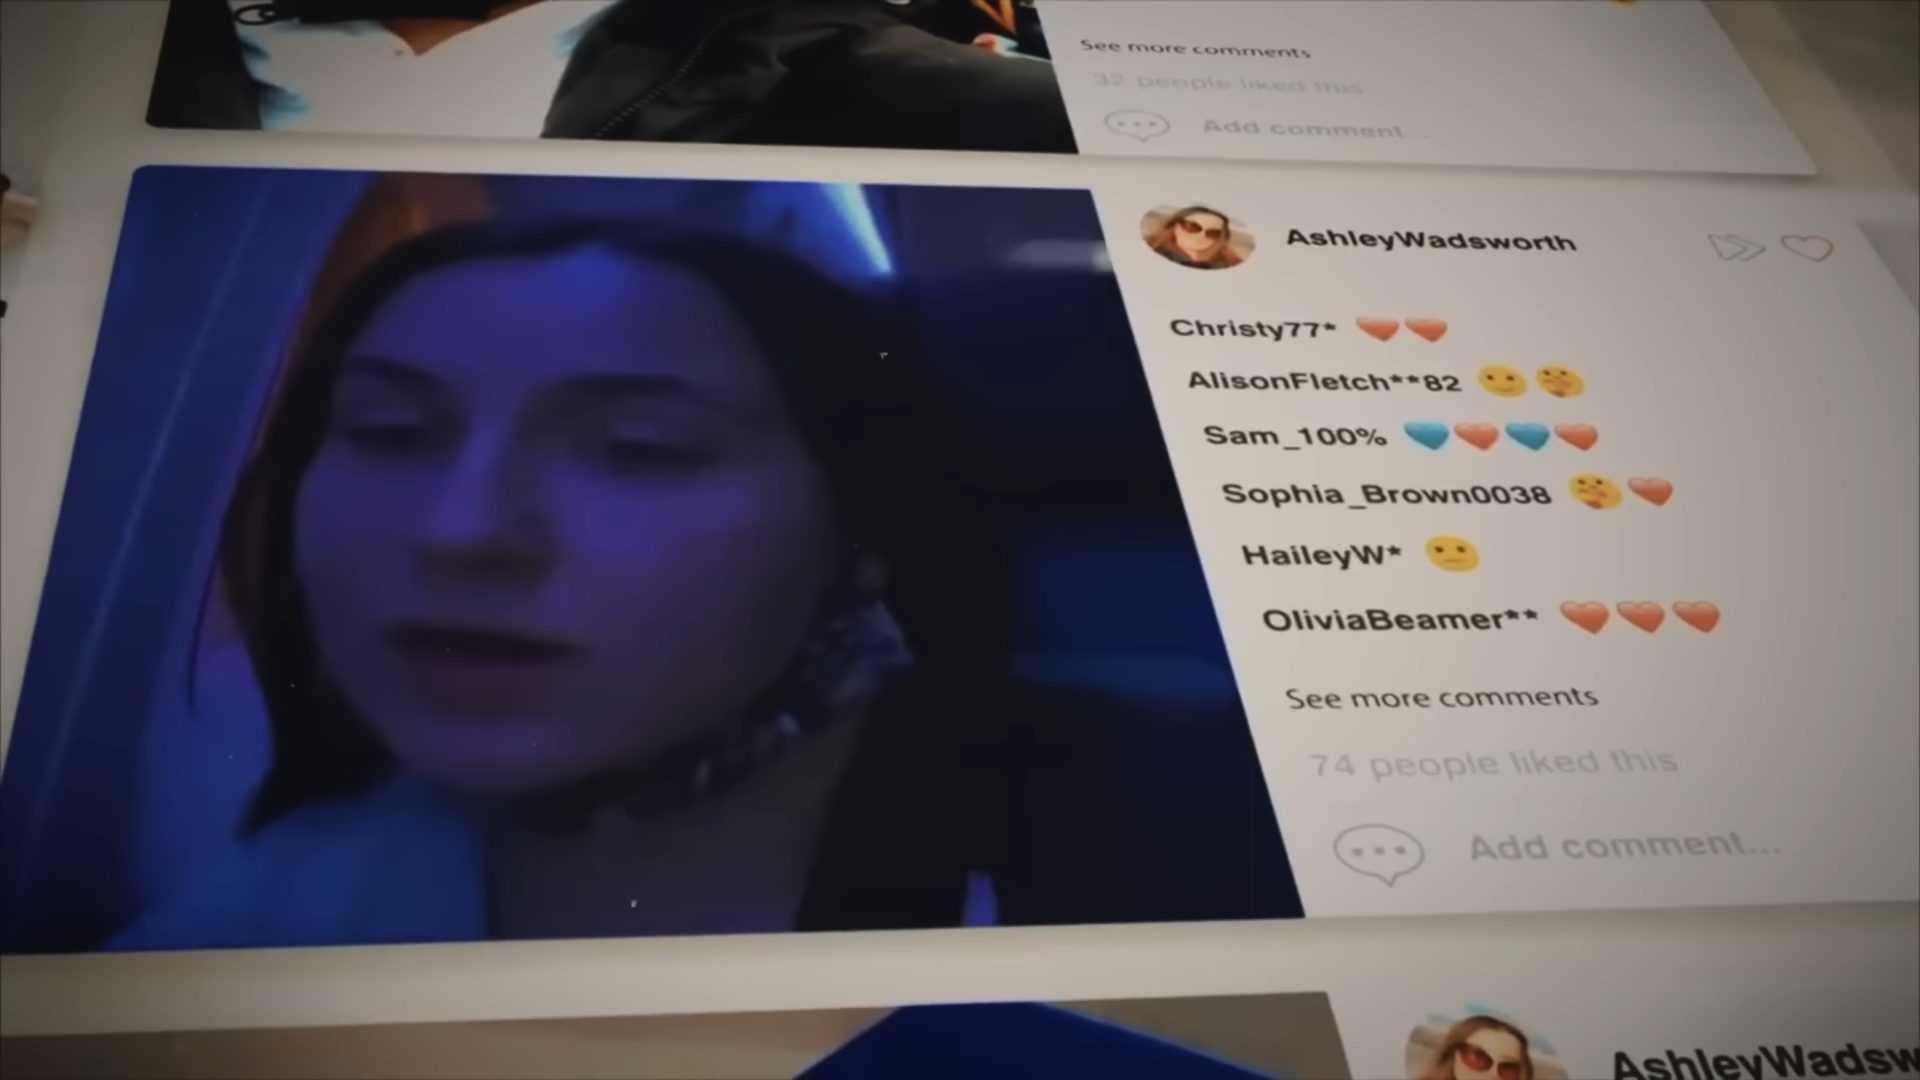 See more comments
32 people liked this
Add comment...
AshleyWadsworth
Christy77*
AlisonFletch**82
Sam_100%
Sophia_Brown0038
HaileyW*
OliviaBeamer**
See more comments
74 people liked this
Add comment...
AshleyWadsw